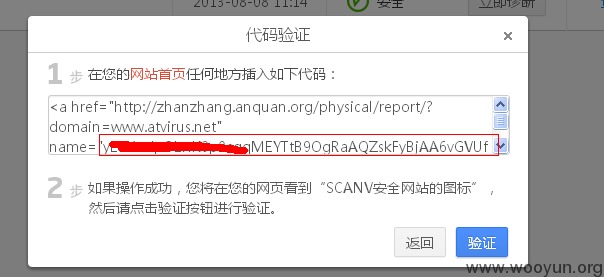 2013-08-08 11:14
安全
立即诊断
代码验证
×
1 步 在您的网站首页任何地方插入如下代码：
<a href="http://zhanzhang.anquan.org/physical/report/?
domain=www.atvirus.net"
name="
MEYTtB9OgRaAQZskFyBjAA6vGVUf
2 步 如果操作成功，您将在您的网页看到“SCANV安全网站的图标”，
然后请点击验证按钮进行验证。
返回
验证
www.wooyun.org